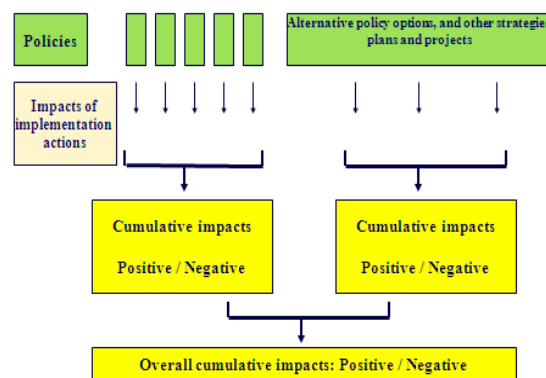 Policies
Alternative policy options, and other strategies
plans and projects
Impacts of
implementation
actions
Cumulative impacts
Positive / Negative
Cumulative impacts
Positive / Negative
Overall cumulative impacts: Positive / Negative